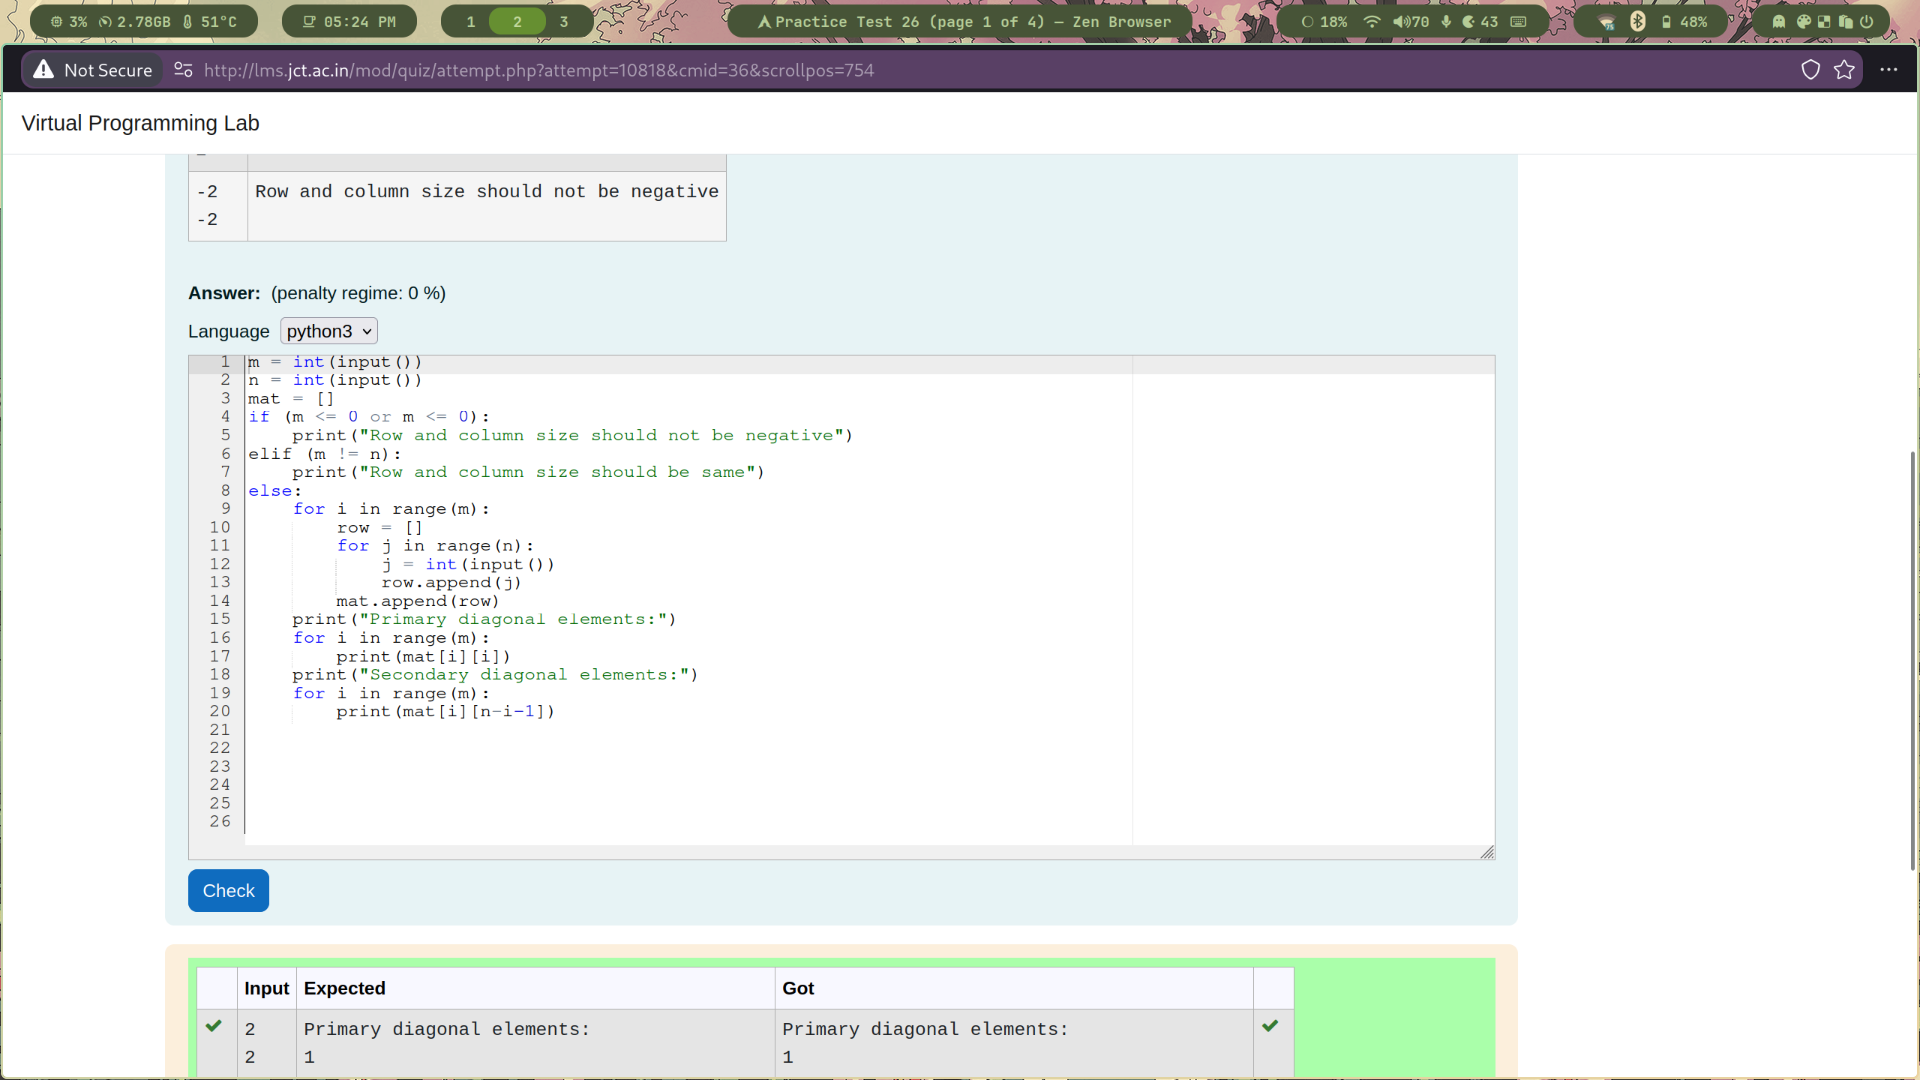 3% 2.78GB 51°C
05:24 PM
1 2 3
Practice Test 26 (page 1 of 4) — Zen Browser
18% 70 43
48%
Not Secure http://lms.jct.ac.in/mod/quiz/attempt.php?attempt=10818&cmid=36&scrollpos=754
Virtual Programming Lab
-2 Row and column size should not be negative
-2
Answer: (penalty regime: 0 %)
Language python3
1 m = int(input())
2 n = int(input())
3 mat = []
4 if (m <= 0 or m <= 0):
5     print("Row and column size should not be negative")
6 elif (m != n):
7     print("Row and column size should be same")
8 else:
9     for i in range(m):
10         row = []
11         for j in range(n):
12             j = int(input())
13             row.append(j)
14         mat.append(row)
15     print("Primary diagonal elements:")
16     for i in range(m):
17         print(mat[i][i])
18     print("Secondary diagonal elements:")
19     for i in range(m):
20         print(mat[i][n-i-1])
21
22
23
24
25
26
Check
Input Expected Got
2 Primary diagonal elements: Primary diagonal elements:
2 1 1